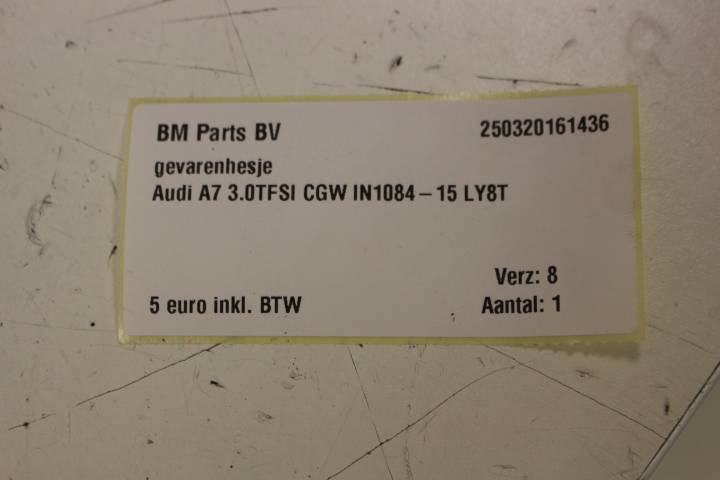 BM Parts BV 250320161436
gevarenhesje
Audi A7 3.0TFSI CGW IN1084-15 LY8T
Verz: 8
5 euro inkl. BTW Aantal: 1